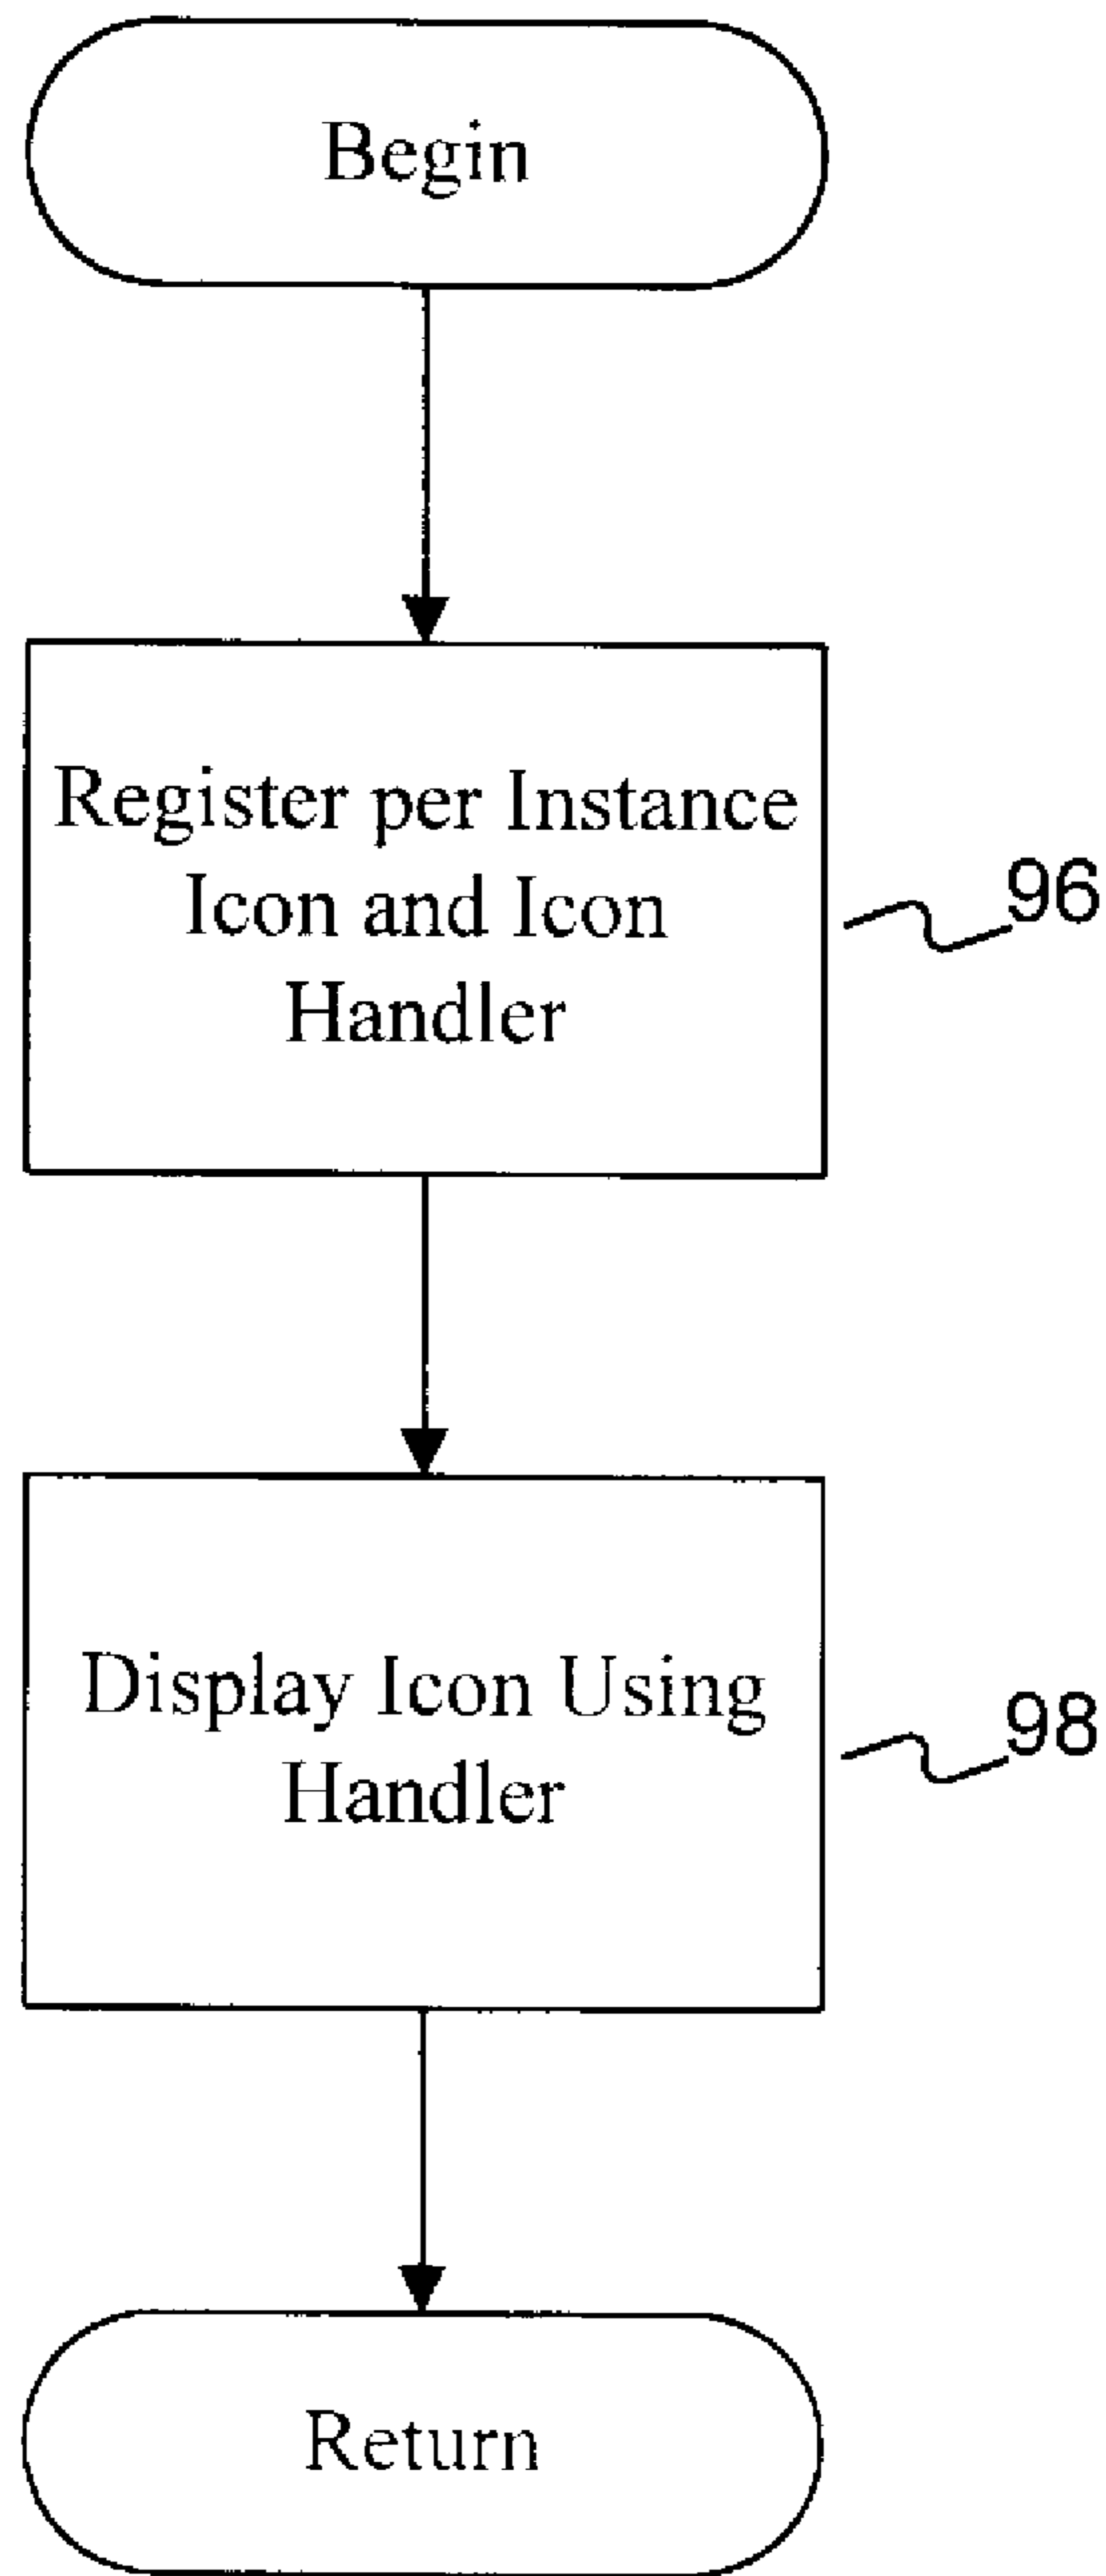 Begin
Register per Instance
Icon and Icon
Handler
96
Display Icon Using
Handler
98
Return